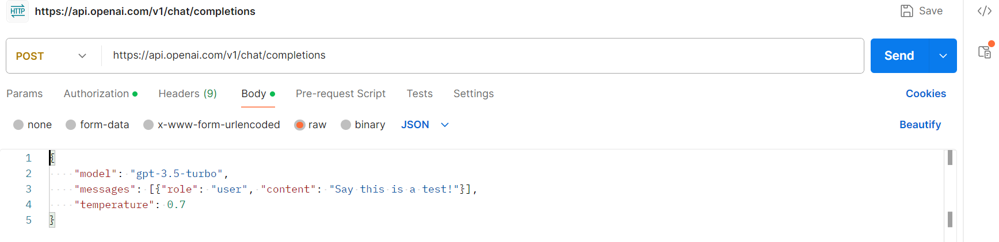 HTTP https://api.openai.com/v1/chat/completions Save </>
POST https://api.openai.com/v1/chat/completions Send
Params Authorization Headers (9) Body Pre-request Script Tests Settings Cookies
none form-data x-www-form-urlencoded raw binary JSON Beautify
1 {
2 "model": "gpt-3.5-turbo",
3 "messages": [{"role": "user", "content": "Say this is a test!"}],
4 "temperature": 0.7
5 }